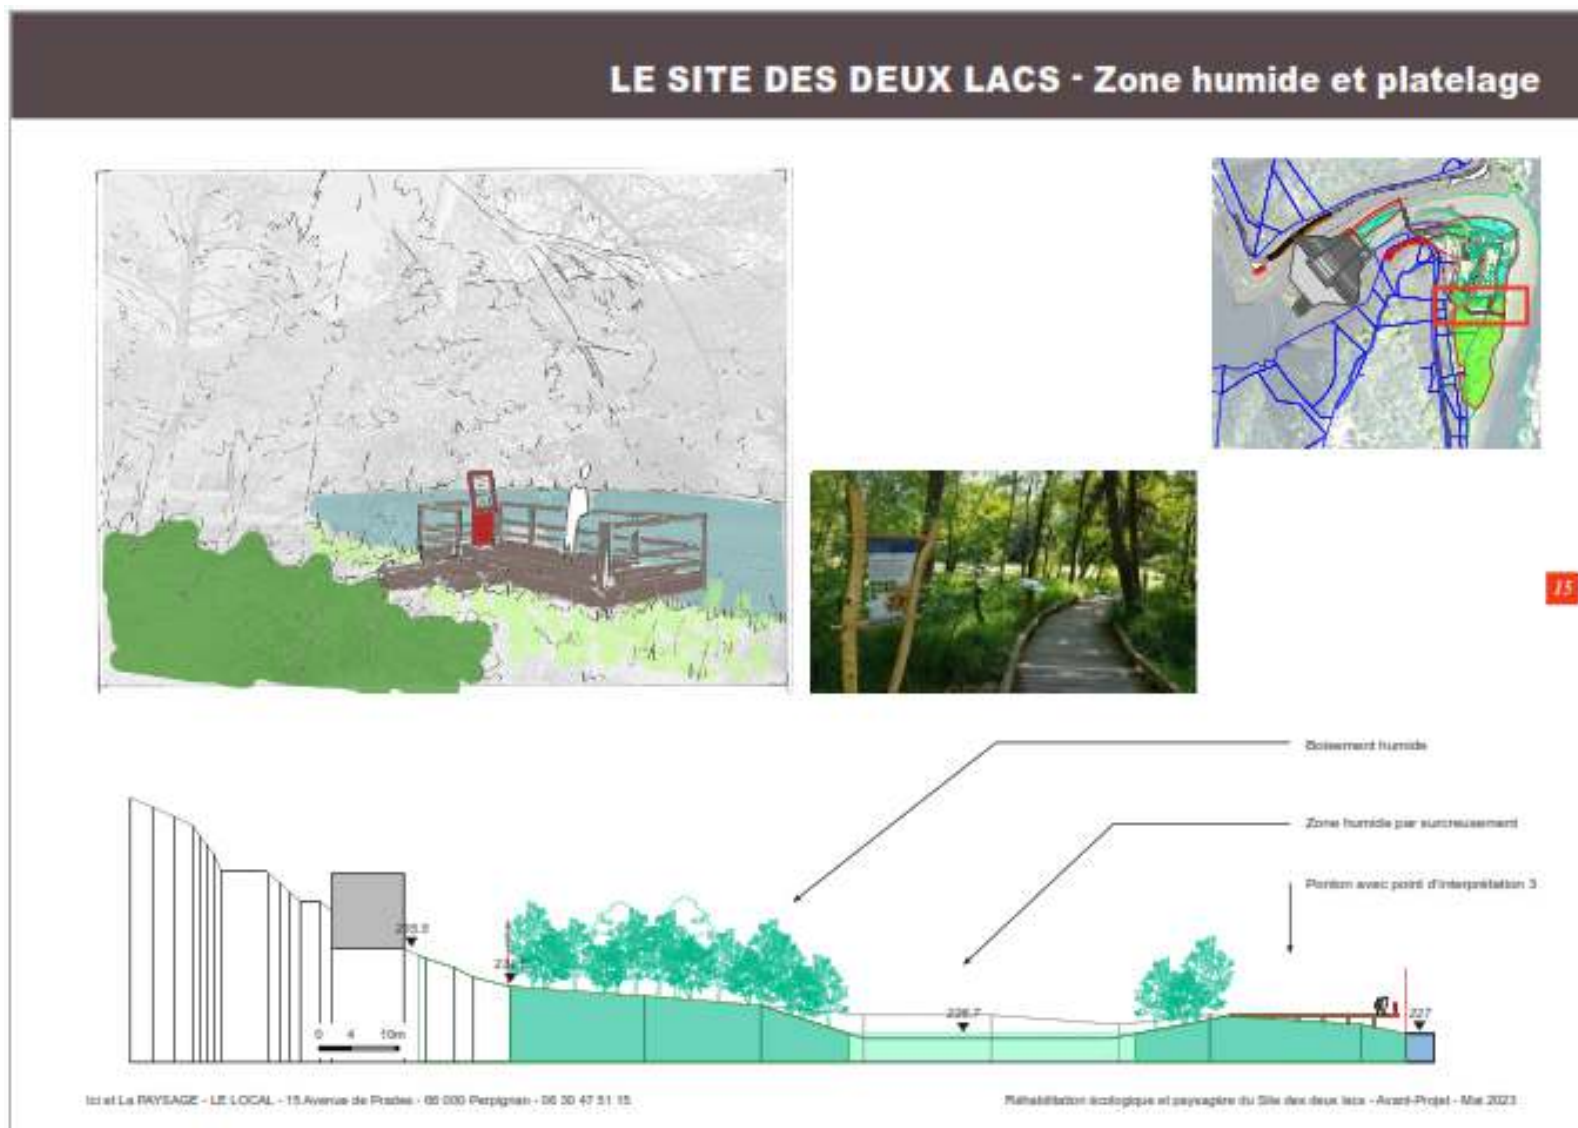 LE SITE DES DEUX LACS - Zone humide et platelage
15
Boisement humide
Zone humide par surcreusement
Ponton avec point d'interprétation 3
226.7
227
0 4 10m
Ici et La PAYSAGE - LE LOCAL - 15 Avenue de Prades - 66 000 Perpignan - 06 30 47 51 15
Réhabilitation écologique et paysagère du Site des deux lacs - Avant-Projet - Mai 2023